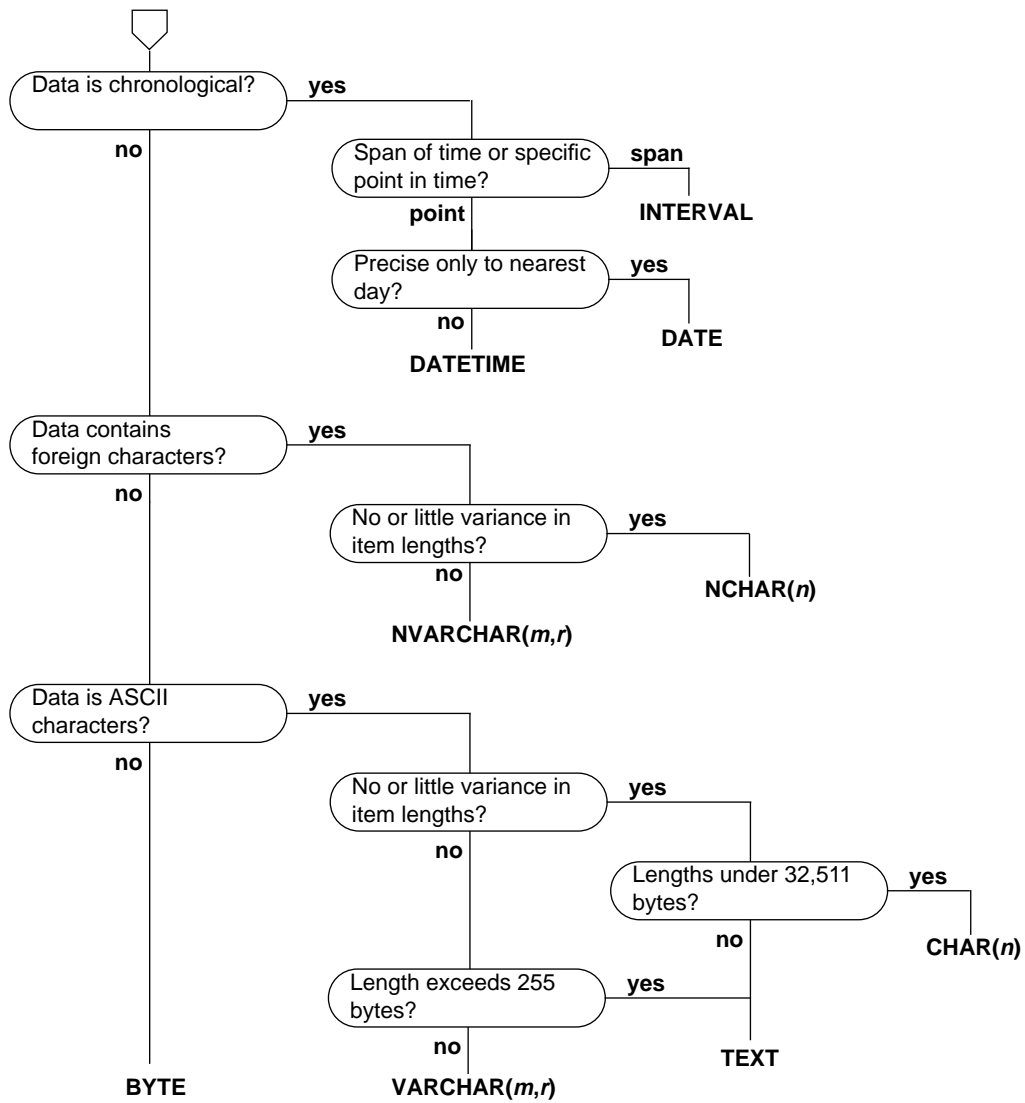 Data is chronological?
yes
no
Span of time or specific
point in time?
span
INTERVAL
point
Precise only to nearest
day?
yes
DATE
no
DATETIME
Data contains
foreign characters?
yes
no
No or little variance in
item lengths?
yes
NCHAR(n)
no
NVARCHAR(m,r)
Data is ASCII
characters?
yes
no
No or little variance in
item lengths?
yes
no
Lengths under 32,511
bytes?
yes
CHAR(n)
no
Length exceeds 255
bytes?
yes
no
TEXT
BYTE
VARCHAR(m,r)